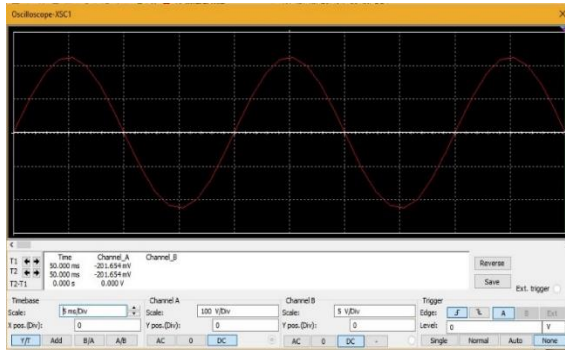 Oscilloscope-XSC1
X
Time Channel_A Channel_B
T1 50.000 ms -201.654 mV
T2 50.000 ms -201.654 mV
T2-T1 0.000 s 0.000 V
Reverse
Save
Ext. trigger
Timebase Channel A Channel B Trigger
Scale: 5 ms/Div Scale: 100 V/Div Scale: 5 V/Div Edge: A B Ext
X pos.(Div): 0 Y pos.(Div): 0 Y pos.(Div): 0 Level: 0 V
Y/T Add B/A A/B AC 0 DC AC 0 DC - Single Normal Auto None